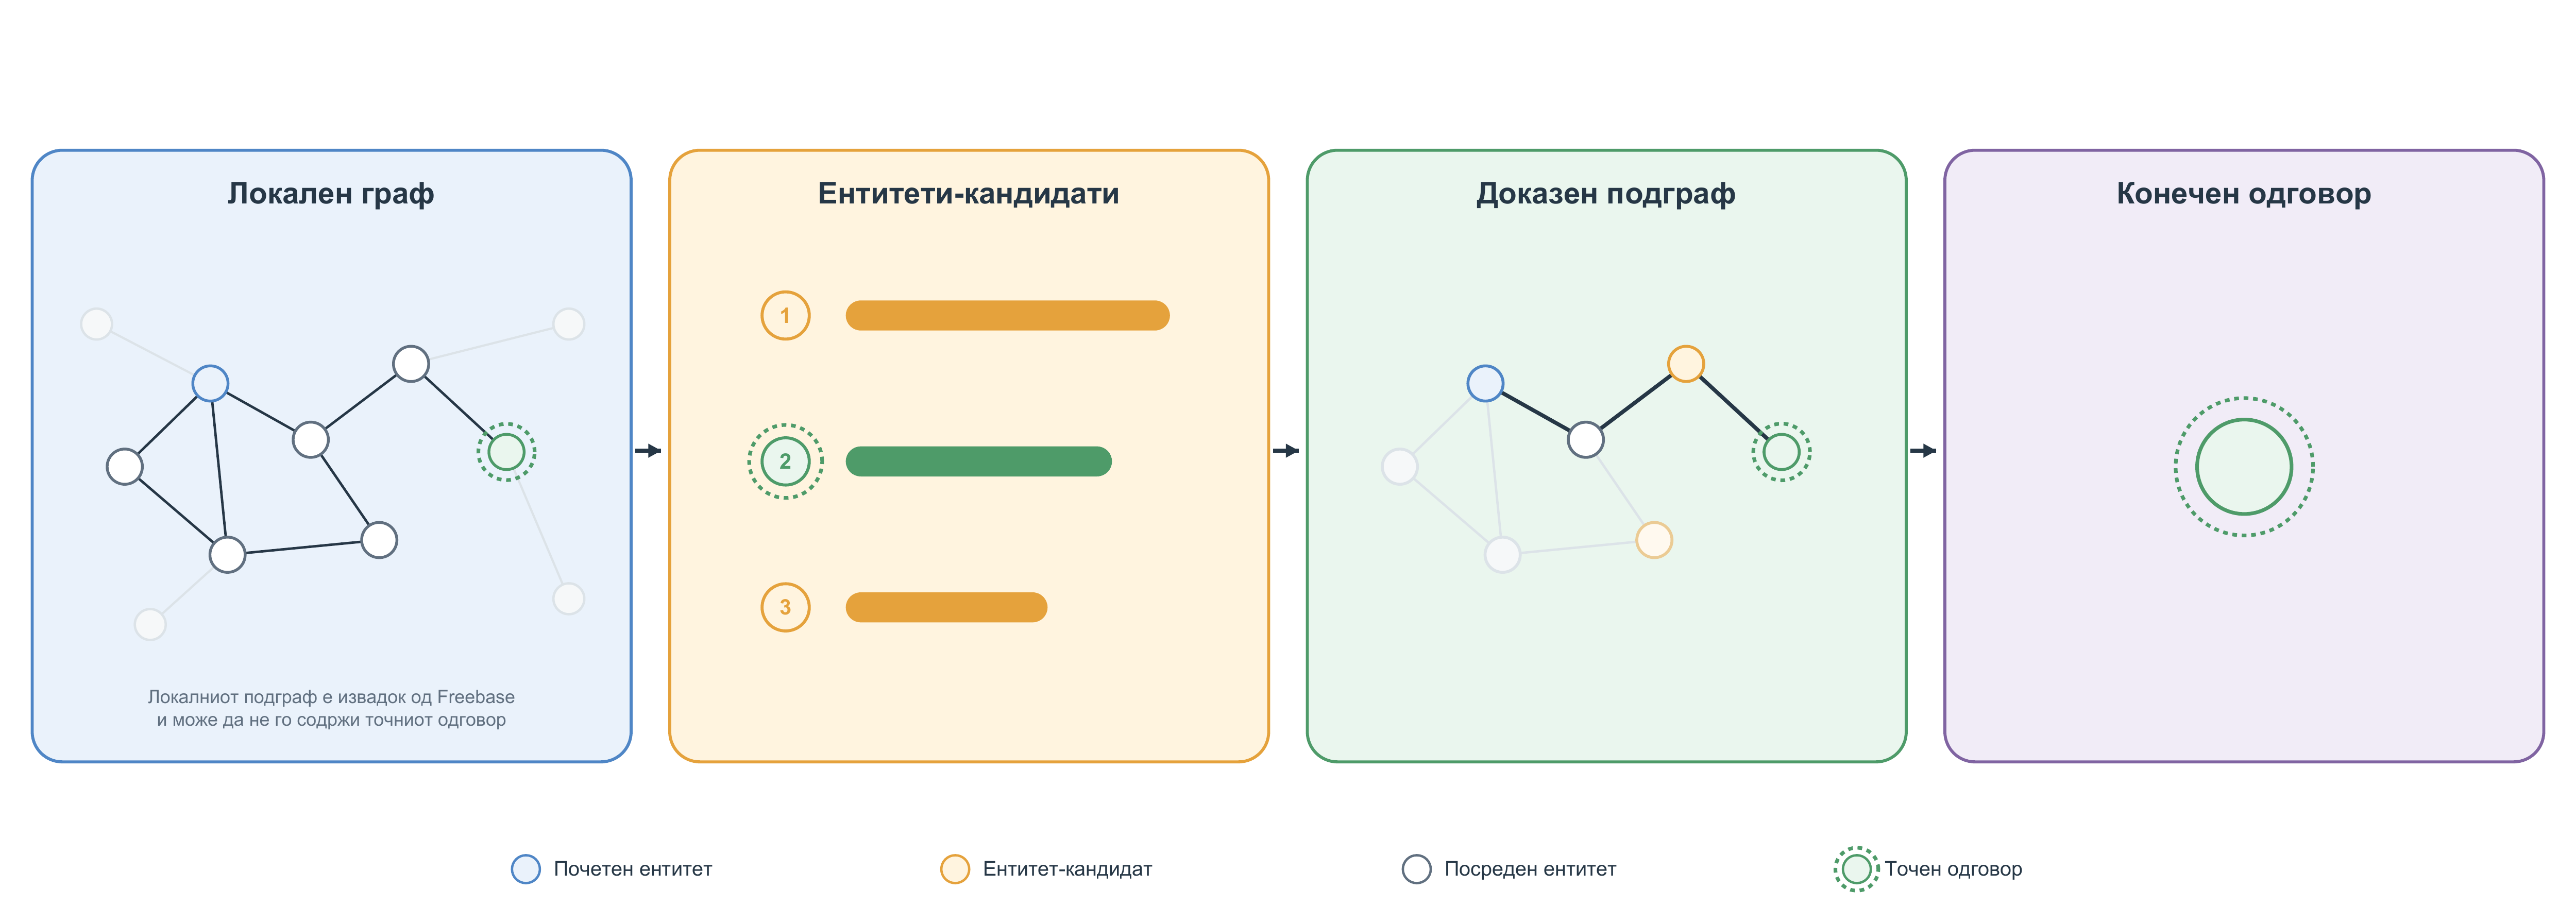 Локален граф
Ентитети-кандидати
Доказен подграф
Конечен одговор
1
2
3
Локалниот подграф е извадок од Freebase
и може да не го содржи точниот одговор
Почетен ентитет
Ентитет-кандидат
Посреден ентитет
Точен одговор